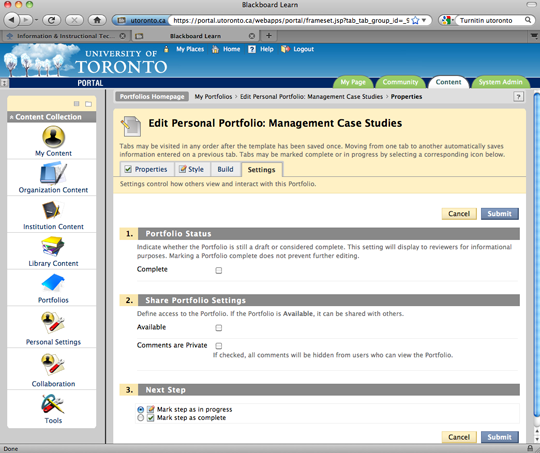 Blackboard Learn
utoronto.ca https://portal.utoronto.ca/webapps/portal/frameset.jsp?tab_tab_group_id=_5 Turnitin utoronto
Information & Instructional Tec... Blackboard Learn
My Places Home Help Logout
UNIVERSITY OF
TORONTO
PORTAL
My Page Community Content System Admin
Portfolios Homepage My Portfolios > Edit Personal Portfolio: Management Case Studies > Properties ?
Content Collection
My Content
Organization Content
Institution Content
Library Content
Portfolios
Personal Settings
Collaboration
Tools
Edit Personal Portfolio: Management Case Studies
Tabs may be visited in any order after the template has been saved once. Moving from one tab to another automatically saves
information entered on a previous tab. Tabs may be marked complete or in progress by selecting a corresponding icon below.
Properties Style Build Settings
Settings control how others view and interact with this Portfolio.
Cancel Submit
1. Portfolio Status
Indicate whether the Portfolio is still a draft or considered complete. This setting will display to reviewers for informational
purposes. Marking a Portfolio complete does not prevent further editing.
Complete
2. Share Portfolio Settings
Define access to the Portfolio. If the Portfolio is Available, it can be shared with others.
Available
Comments are Private
If checked, all comments will be hidden from users who can view the Portfolio.
3. Next Step
Mark step as in progress
Mark step as complete
Cancel Submit
Done